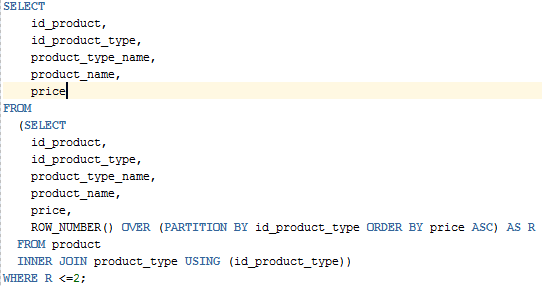 SELECT
id_product,
id_product_type,
product_type_name,
product_name,
price
FROM
(SELECT
id_product,
id_product_type,
product_type_name,
product_name,
price,
ROW_NUMBER() OVER (PARTITION BY id_product_type ORDER BY price ASC) AS R
FROM product
INNER JOIN product_type USING (id_product_type))
WHERE R <=2;